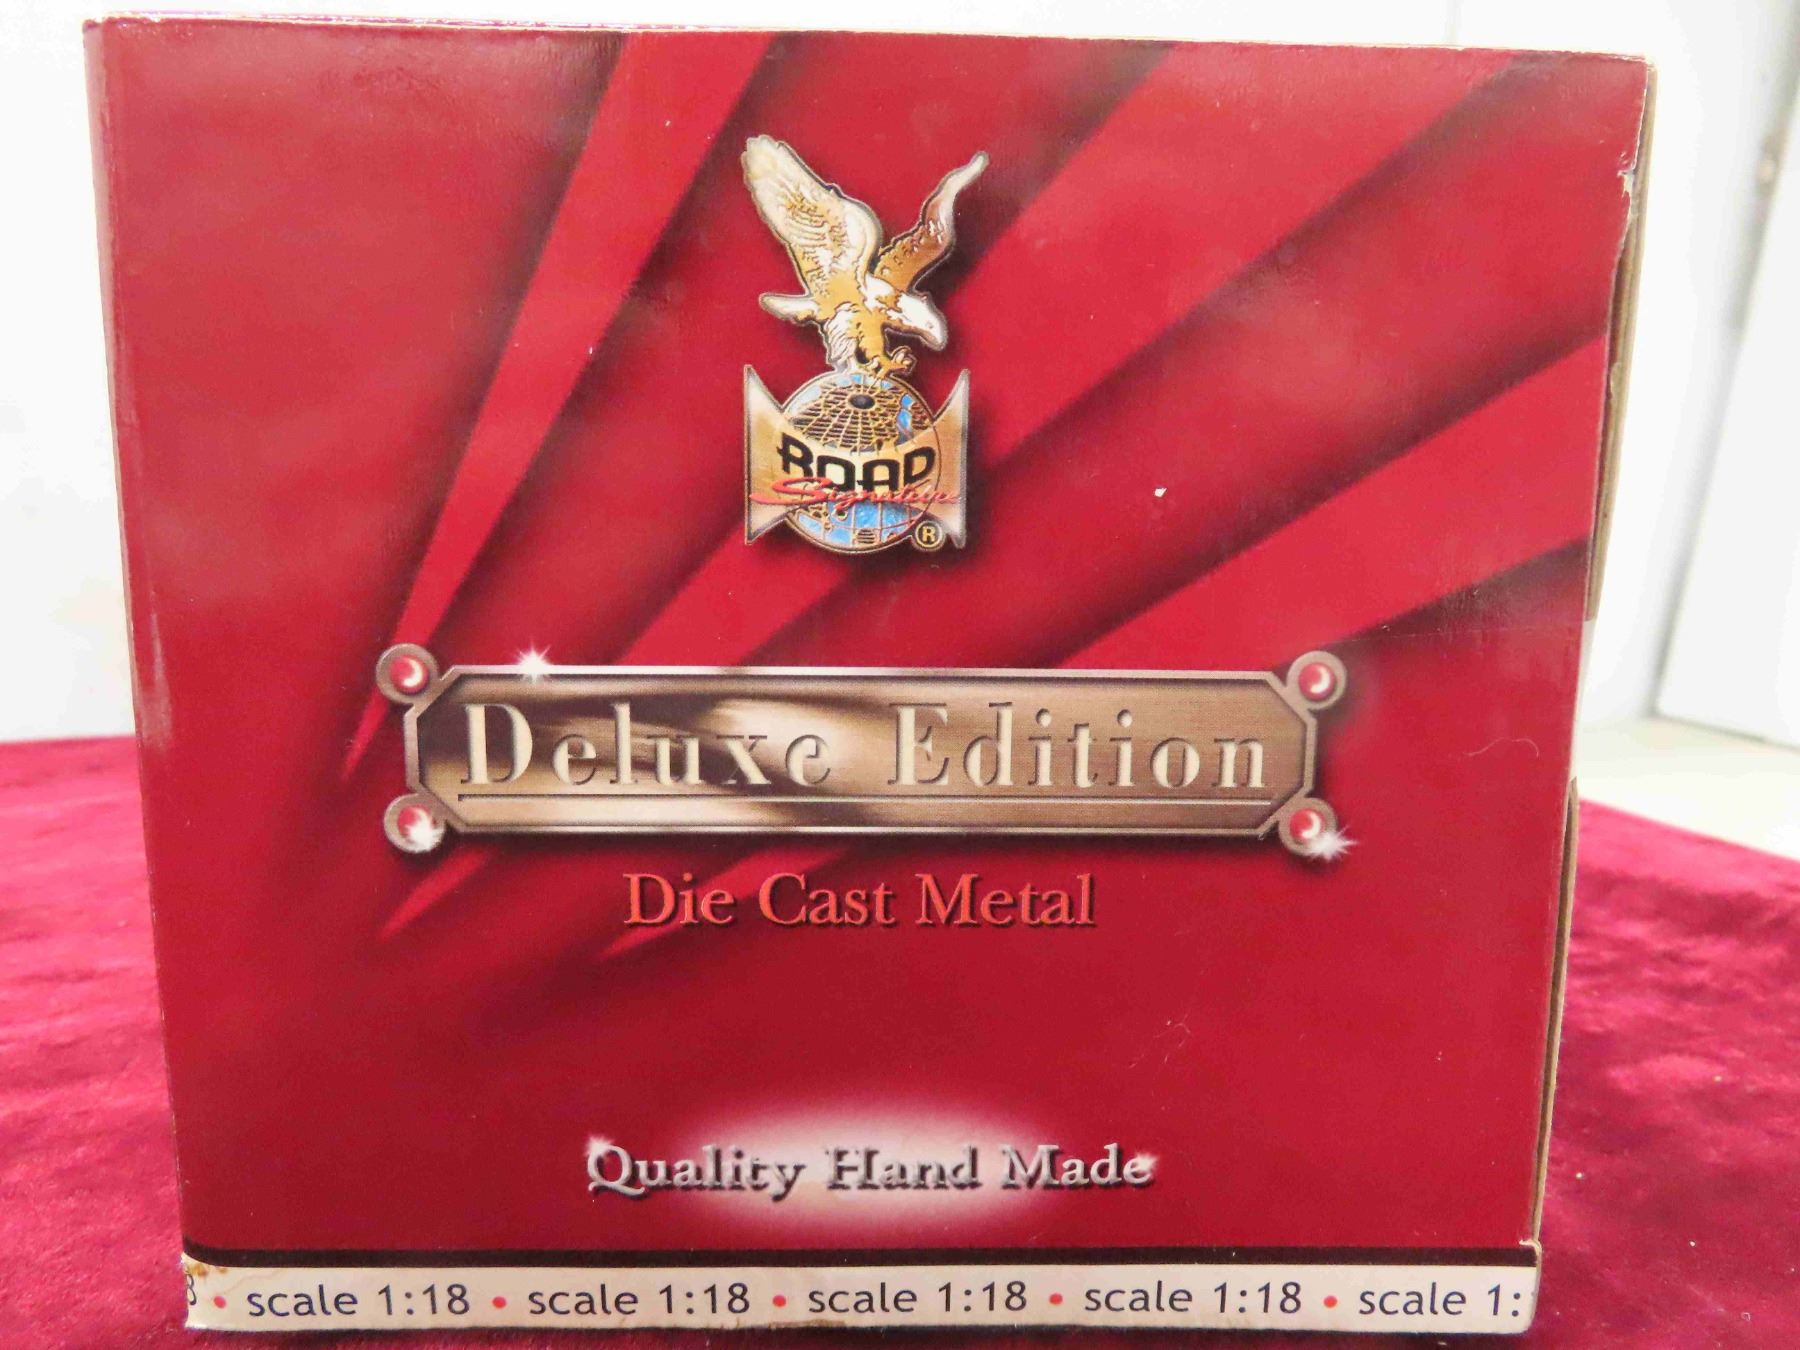 ROAD
Signature
®
Deluxe Edition
Die Cast Metal
Quality Hand Made
8 • scale 1:18 • scale 1:18 • scale 1:18 • scale 1:18 • scale 1: